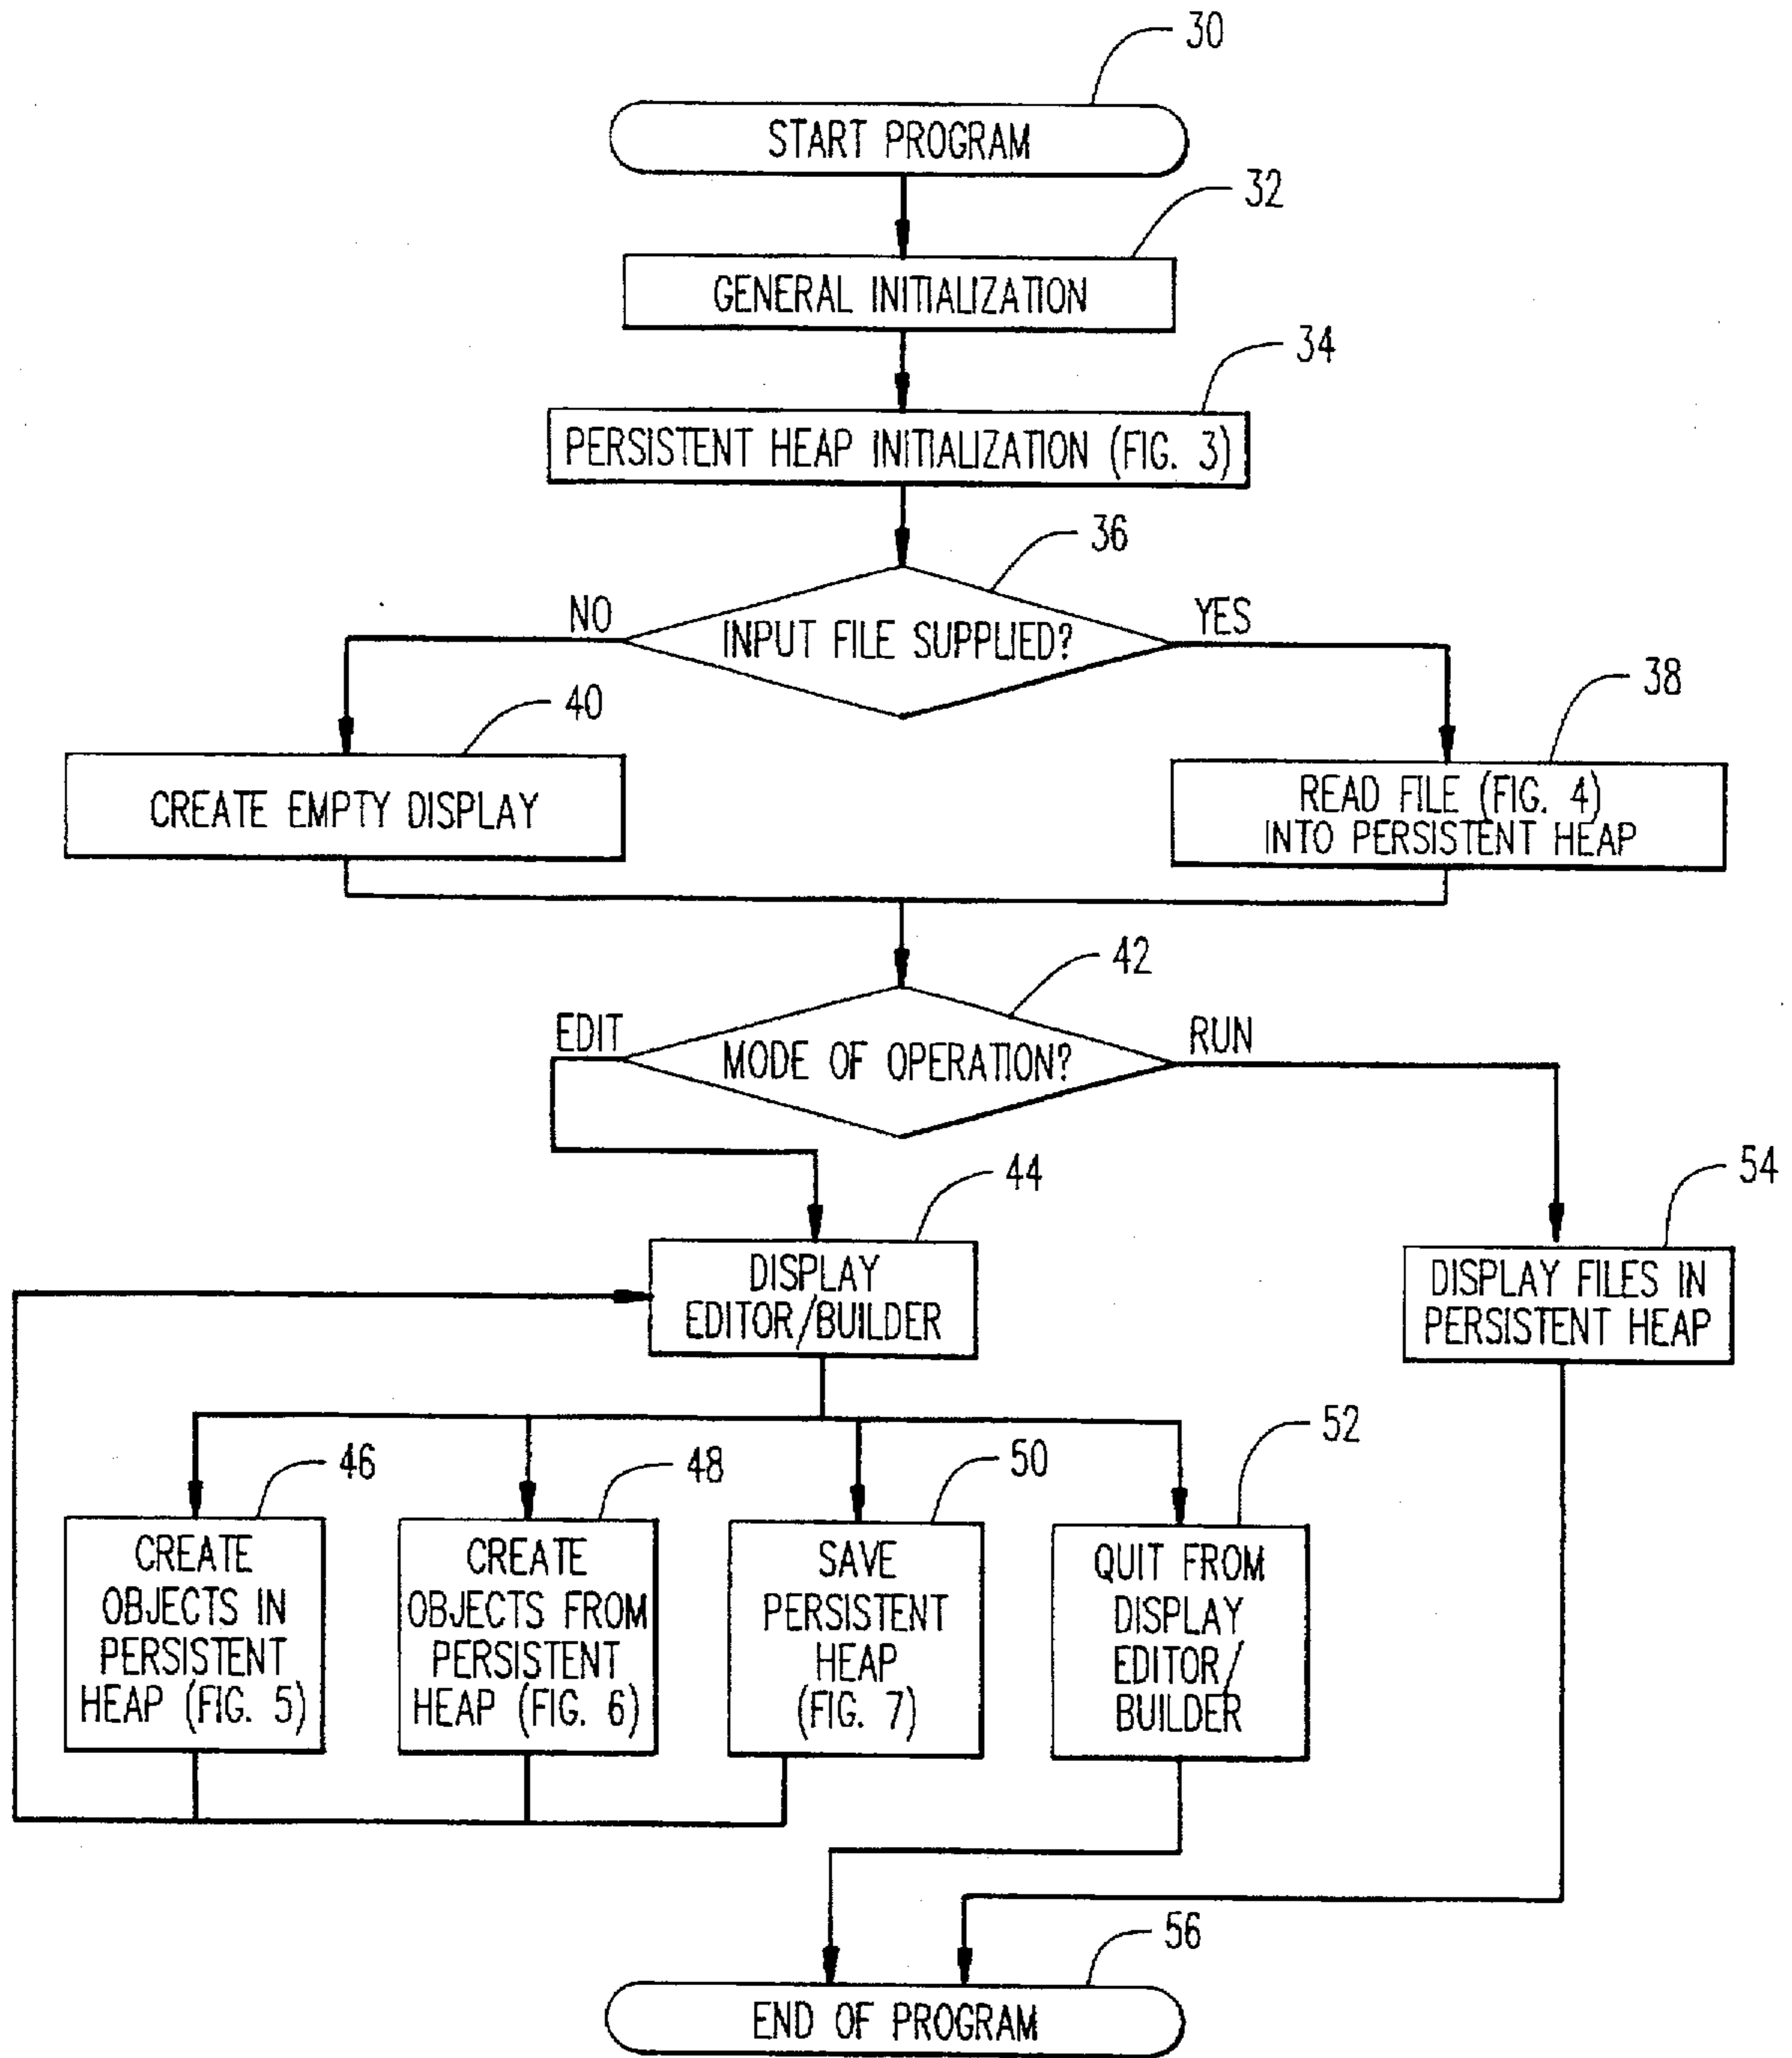 30
START PROGRAM
32
GENERAL INITIALIZATION
34
PERSISTENT HEAP INITIALIZATION (FIG. 3)
36
NO
INPUT FILE SUPPLIED?
YES
40
CREATE EMPTY DISPLAY
38
READ FILE (FIG. 4)
INTO PERSISTENT HEAP
42
EDIT
MODE OF OPERATION?
RUN
44
DISPLAY
EDITOR/BUILDER
54
DISPLAY FILES IN
PERSISTENT HEAP
46
CREATE
OBJECTS IN
PERSISTENT
HEAP (FIG. 5)
48
CREATE
OBJECTS FROM
PERSISTENT
HEAP (FIG. 6)
50
SAVE
PERSISTENT
HEAP
(FIG. 7)
52
QUIT FROM
DISPLAY
EDITOR/
BUILDER
56
END OF PROGRAM